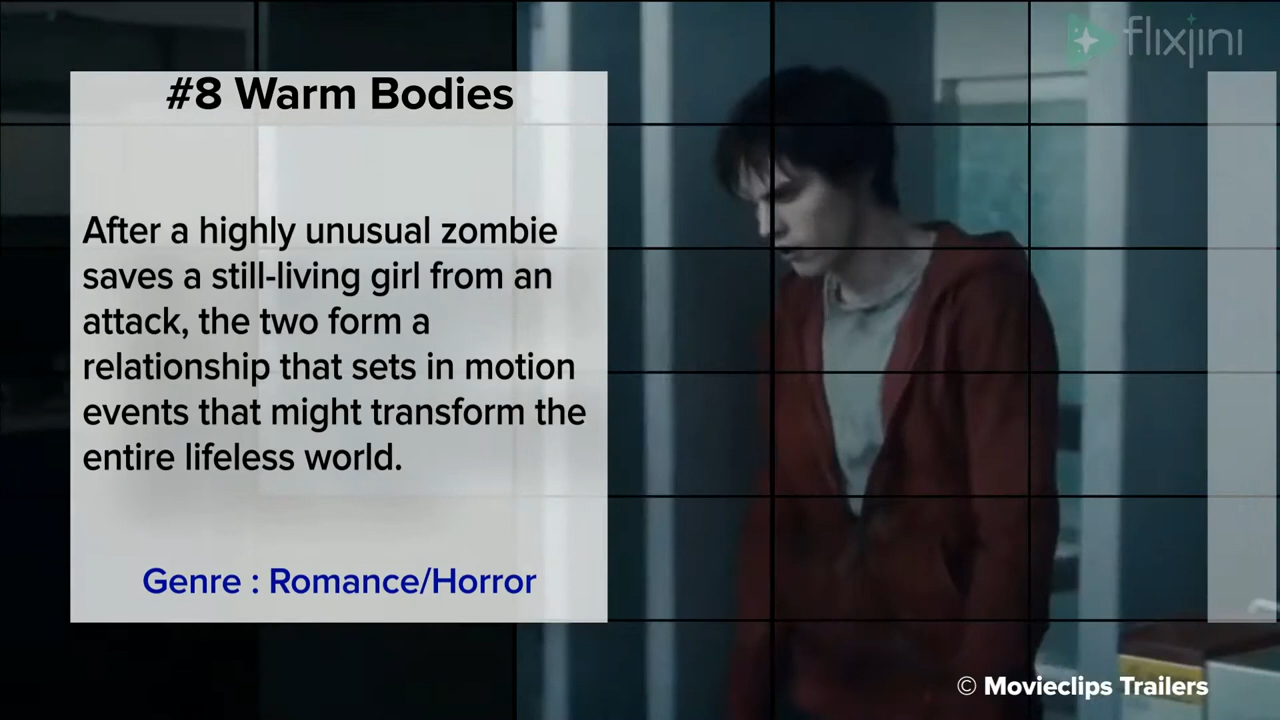 flixjini
#8 Warm Bodies
After a highly unusual zombie
saves a still-living girl from an
attack, the two form a
relationship that sets in motion
events that might transform the
entire lifeless world.
Genre : Romance/Horror
© Movieclips Trailers